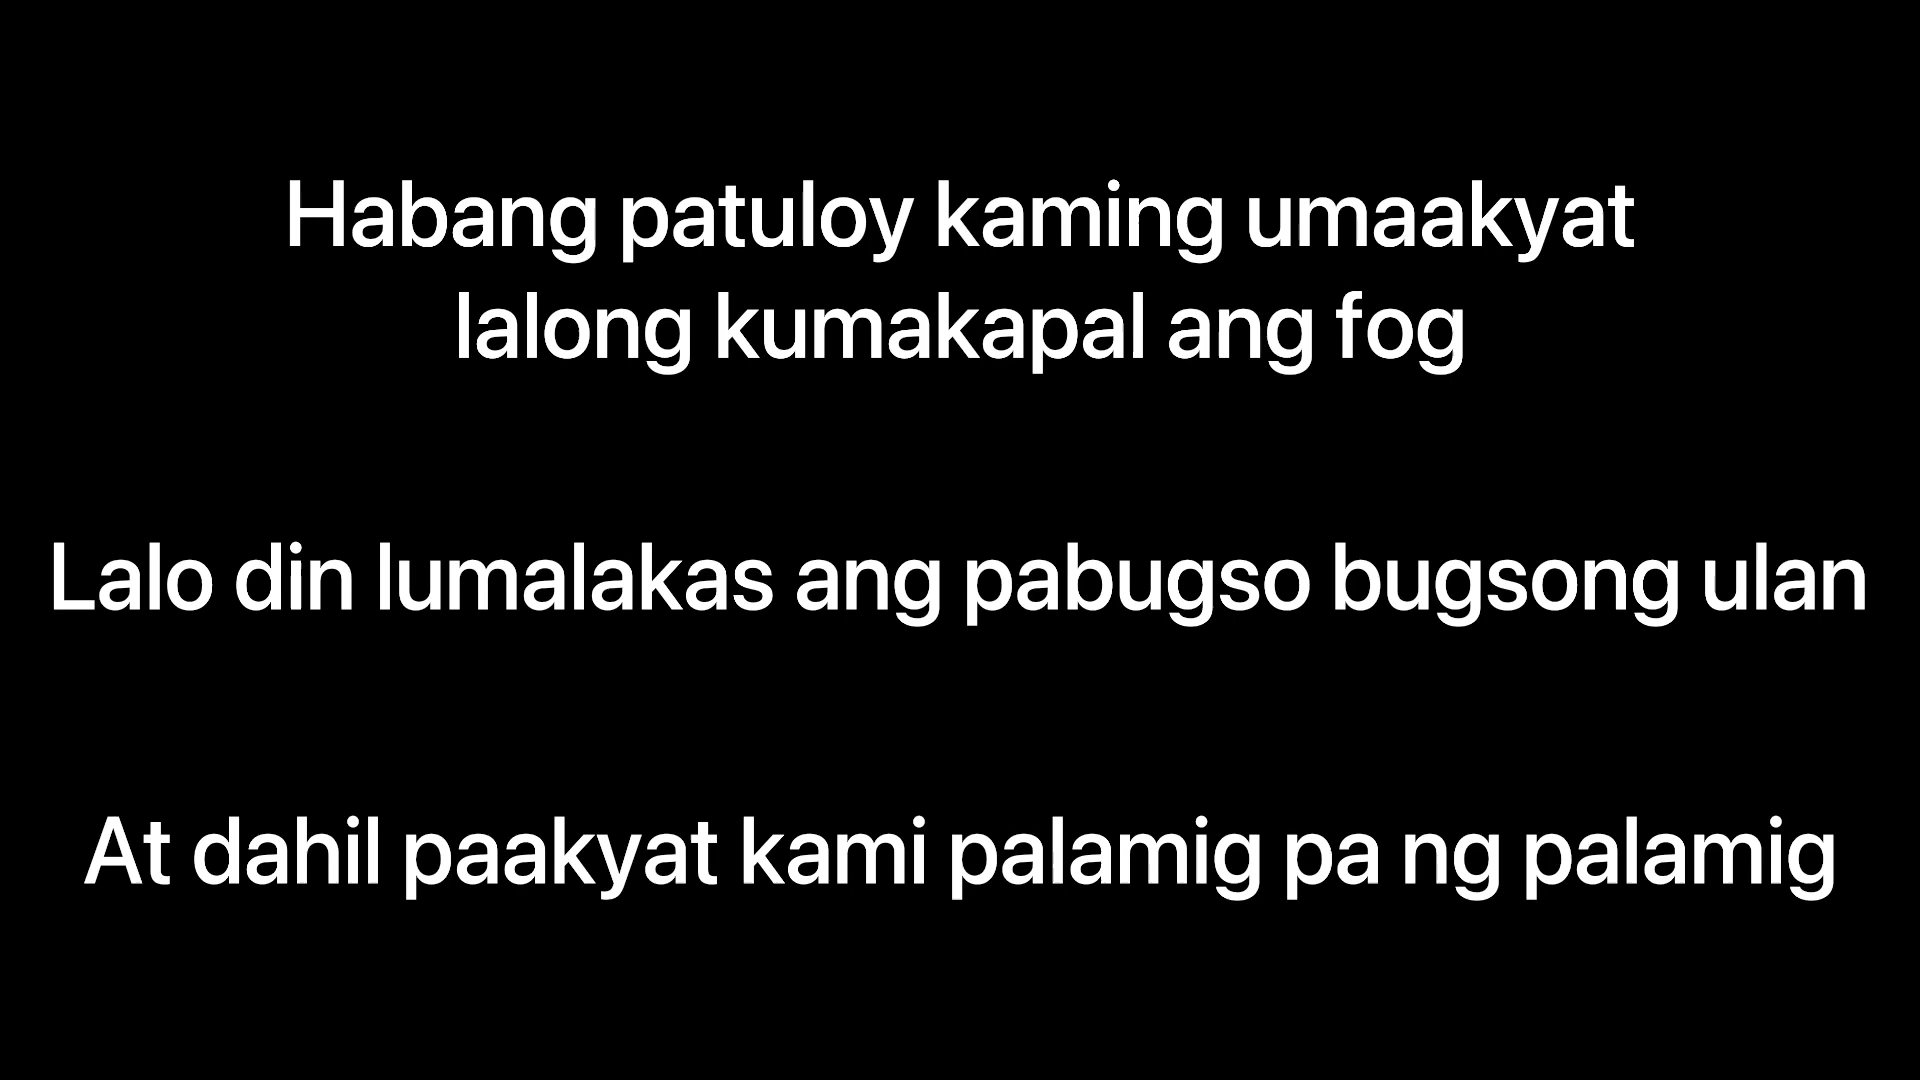 Habang patuloy kaming umaakyat
lalong kumakapal ang fog
Lalo din lumalakas ang pabugso bugsong ulan
At dahil paakyat kami palamig pa ng palamig